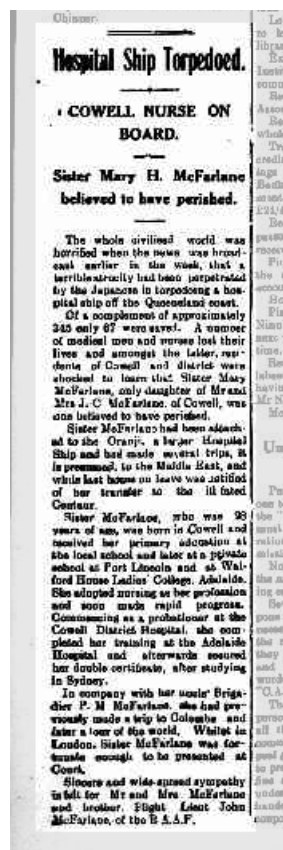 Obinser.
Hospital Ship Torpedoed.
COWELL NURSE ON
BOARD.
Sister Mary H. McFarlane
believed to have perished.
The whole civilised world was
horrified when the news was broad-
cast earlier in the week, that a
terrible atrocity had been perpetrated
by the Japanese in torpedoing a hos-
pital ship off the Queensland coast.
Of a complement of approximately
345 only 67 were saved. A number
of medical men and nurses lost their
lives and amongst the latter, resi-
dents of Cowell and district were
shocked to learn that Sister Mary
McFarlane, only daughter of Mr and
Mrs J. C McFarlane, of Cowell, was
one believed to have perished.
Sister McFarlane had been attach-
ed to the Oranje, a larger Hospital
Ship and had made several trips, it
is presumed, to the Middle East, and
while last home on leave was notified
of her transfer to the ill fated
Centaur.
Sister McFarlane, who was 28
years of age, was born in Cowell and
received her primary education at
the local school and later at a private
school at Port Lincoln and at Wal-
ford House Ladies' College, Adelaide.
She adopted nursing as her profession
and soon made rapid progress.
Commencing as a probationer at the
Cowell District Hospital, she com-
pleted her training at the Adelaide
Hospital and afterwards secured
her double certificate, after studying
in Sydney.
In company with her uncle Briga-
dier P. M McFarlane, she had pre-
viously made a trip to Colombo and
later a tour of the world. Whilst in
London, Sister McFarlane was for-
tunate enough to be presented at
Court.
Sincere and wide spread sympathy
is felt for Mr and Mrs McFarlane
and brother, Flight Lieut John
McFarlane, of the R A A.F.